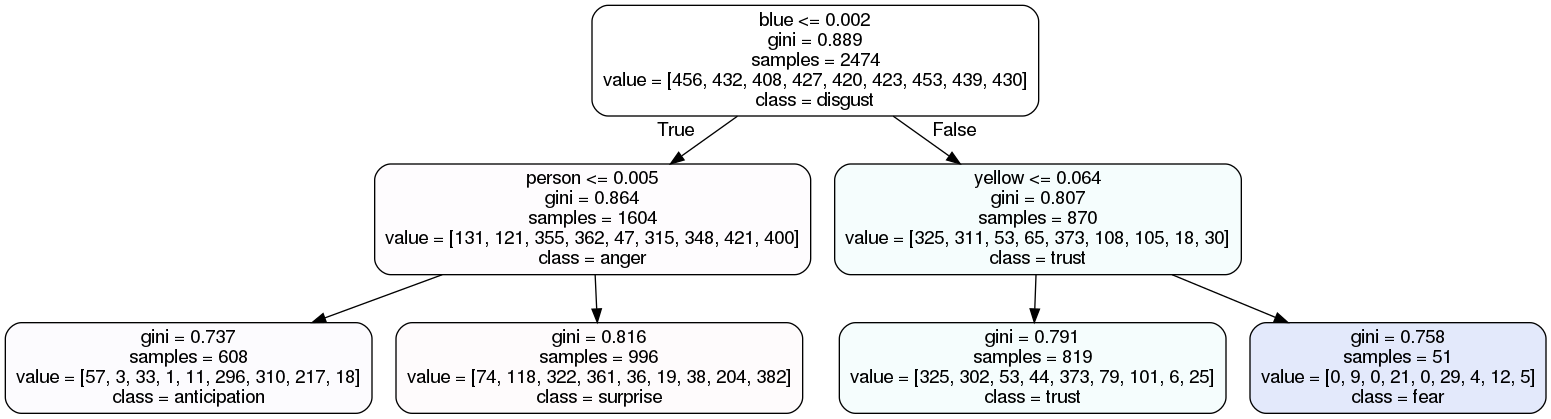 blue <= 0.002
gini = 0.889
samples = 2474
value = [456, 432, 408, 427, 420, 423, 453, 439, 430]
class = disgust
True
False
person <= 0.005
gini = 0.864
samples = 1604
value = [131, 121, 355, 362, 47, 315, 348, 421, 400]
class = anger
yellow <= 0.064
gini = 0.807
samples = 870
value = [325, 311, 53, 65, 373, 108, 105, 18, 30]
class = trust
gini = 0.737
samples = 608
value = [57, 3, 33, 1, 11, 296, 310, 217, 18]
class = anticipation
gini = 0.816
samples = 996
value = [74, 118, 322, 361, 36, 19, 38, 204, 382]
class = surprise
gini = 0.791
samples = 819
value = [325, 302, 53, 44, 373, 79, 101, 6, 25]
class = trust
gini = 0.758
samples = 51
value = [0, 9, 0, 21, 0, 29, 4, 12, 5]
class = fear